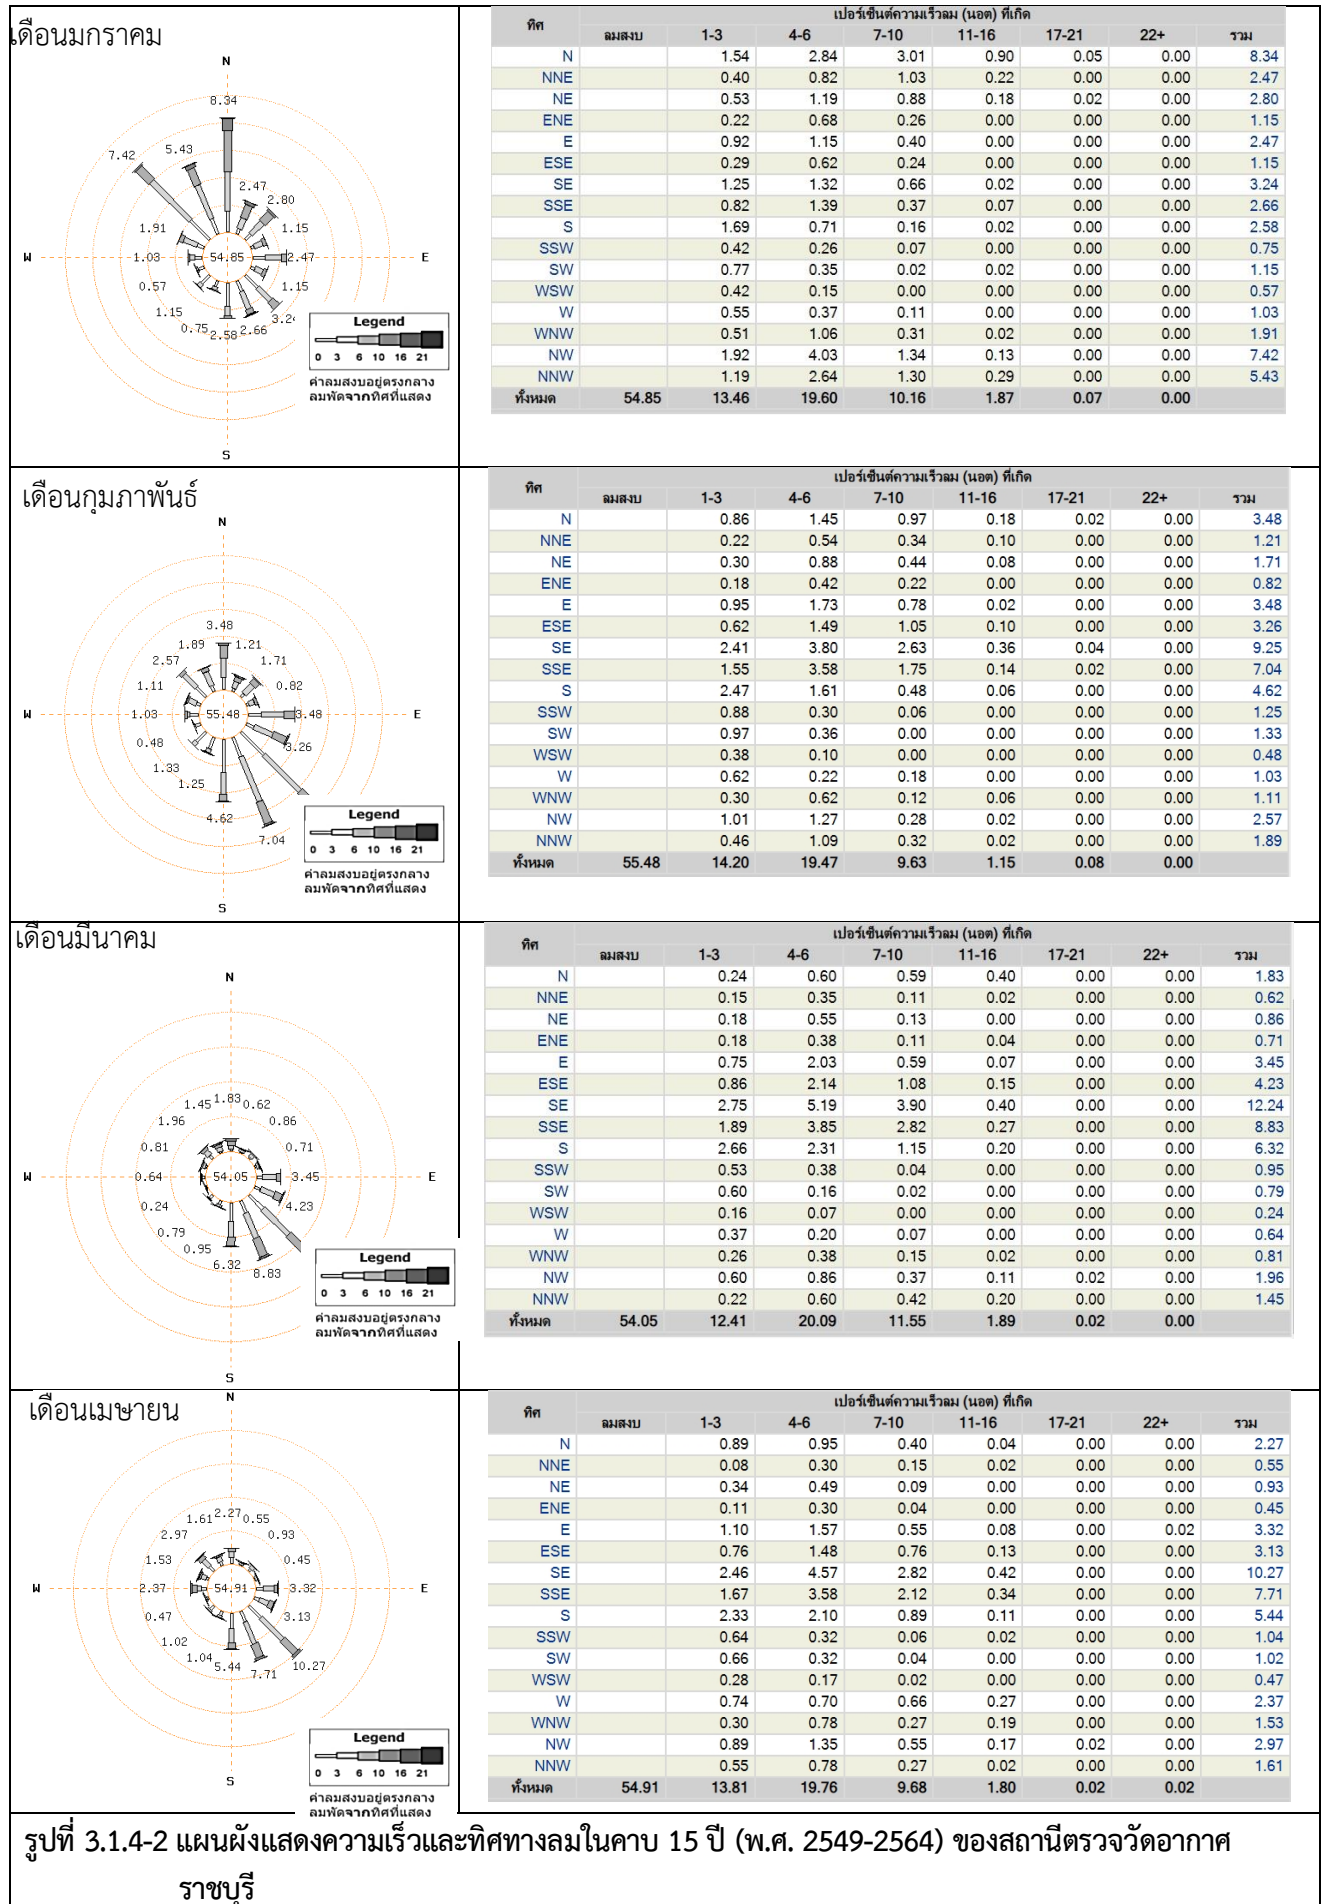 เดือนมกราคม
N
8.34
7.42 5.43
2.47
2.80
1.91 1.15
W 1.03 54.85 2.47 E
0.57 1.15
1.15 3.2
0.75 2.58 2.66
S
Legend
0 3 6 10 16 21
ค่าลมสงบอยู่ตรงกลาง
ลมพัดจากทิศที่แสดง
ทิศ เปอร์เซ็นต์ความเร็วลม (นอต) ที่เกิด
ลมสงบ 1-3 4-6 7-10 11-16 17-21 22+ รวม
N 1.54 2.84 3.01 0.90 0.05 0.00 8.34
NNE 0.40 0.82 1.03 0.22 0.00 0.00 2.47
NE 0.53 1.19 0.88 0.18 0.02 0.00 2.80
ENE 0.22 0.68 0.26 0.00 0.00 0.00 1.15
E 0.92 1.15 0.40 0.00 0.00 0.00 2.47
ESE 0.29 0.62 0.24 0.00 0.00 0.00 1.15
SE 1.25 1.32 0.66 0.02 0.00 0.00 3.24
SSE 0.82 1.39 0.37 0.07 0.00 0.00 2.66
S 1.69 0.71 0.16 0.02 0.00 0.00 2.58
SSW 0.42 0.26 0.07 0.00 0.00 0.00 0.75
SW 0.77 0.35 0.02 0.02 0.00 0.00 1.15
WSW 0.42 0.15 0.00 0.00 0.00 0.00 0.57
W 0.55 0.37 0.11 0.00 0.00 0.00 1.03
WNW 0.51 1.06 0.31 0.02 0.00 0.00 1.91
NW 1.92 4.03 1.34 0.13 0.00 0.00 7.42
NNW 1.19 2.64 1.30 0.29 0.00 0.00 5.43
ทั้งหมด 54.85 13.46 19.60 10.16 1.87 0.07 0.00
เดือนกุมภาพันธ์
N
3.48
1.89 1.21
2.57 1.71
1.11 0.82
W 1.03 55.48 3.48 E
0.48 3.26
1.33
1.25
4.62
7.04
S
Legend
0 3 6 10 16 21
ค่าลมสงบอยู่ตรงกลาง
ลมพัดจากทิศที่แสดง
ทิศ เปอร์เซ็นต์ความเร็วลม (นอต) ที่เกิด
ลมสงบ 1-3 4-6 7-10 11-16 17-21 22+ รวม
N 0.86 1.45 0.97 0.18 0.02 0.00 3.48
NNE 0.22 0.54 0.34 0.10 0.00 0.00 1.21
NE 0.30 0.88 0.44 0.08 0.00 0.00 1.71
ENE 0.18 0.42 0.22 0.00 0.00 0.00 0.82
E 0.95 1.73 0.78 0.02 0.00 0.00 3.48
ESE 0.62 1.49 1.05 0.10 0.00 0.00 3.26
SE 2.41 3.80 2.63 0.36 0.04 0.00 9.25
SSE 1.55 3.58 1.75 0.14 0.02 0.00 7.04
S 2.47 1.61 0.48 0.06 0.00 0.00 4.62
SSW 0.88 0.30 0.06 0.00 0.00 0.00 1.25
SW 0.97 0.36 0.00 0.00 0.00 0.00 1.33
WSW 0.38 0.10 0.00 0.00 0.00 0.00 0.48
W 0.62 0.22 0.18 0.00 0.00 0.00 1.03
WNW 0.30 0.62 0.12 0.06 0.00 0.00 1.11
NW 1.01 1.27 0.28 0.02 0.00 0.00 2.57
NNW 0.46 1.09 0.32 0.02 0.00 0.00 1.89
ทั้งหมด 55.48 14.20 19.47 9.63 1.15 0.08 0.00
เดือนมีนาคม
N
1.45 1.83 0.62
1.96 0.86
0.81 0.71
W 0.64 54.05 3.45 E
0.24 4.23
0.79
0.95
6.32
8.83
S
Legend
0 3 6 10 16 21
ค่าลมสงบอยู่ตรงกลาง
ลมพัดจากทิศที่แสดง
ทิศ เปอร์เซ็นต์ความเร็วลม (นอต) ที่เกิด
ลมสงบ 1-3 4-6 7-10 11-16 17-21 22+ รวม
N 0.24 0.60 0.59 0.40 0.00 0.00 1.83
NNE 0.15 0.35 0.11 0.02 0.00 0.00 0.62
NE 0.18 0.55 0.13 0.00 0.00 0.00 0.86
ENE 0.18 0.38 0.11 0.04 0.00 0.00 0.71
E 0.75 2.03 0.59 0.07 0.00 0.00 3.45
ESE 0.86 2.14 1.08 0.15 0.00 0.00 4.23
SE 2.75 5.19 3.90 0.40 0.00 0.00 12.24
SSE 1.89 3.85 2.82 0.27 0.00 0.00 8.83
S 2.66 2.31 1.15 0.20 0.00 0.00 6.32
SSW 0.53 0.38 0.04 0.00 0.00 0.00 0.95
SW 0.60 0.16 0.02 0.00 0.00 0.00 0.79
WSW 0.16 0.07 0.00 0.00 0.00 0.00 0.24
W 0.37 0.20 0.07 0.00 0.00 0.00 0.64
WNW 0.26 0.38 0.15 0.02 0.00 0.00 0.81
NW 0.60 0.86 0.37 0.11 0.02 0.00 1.96
NNW 0.22 0.60 0.42 0.20 0.00 0.00 1.45
ทั้งหมด 54.05 12.41 20.09 11.55 1.89 0.02 0.00
เดือนเมษายน
N
1.61 2.27 0.55
2.97 0.93
1.53 0.45
W 2.37 54.91 3.32 E
0.47 3.13
1.02
1.04 5.44 7.71 10.27
S
Legend
0 3 6 10 16 21
ค่าลมสงบอยู่ตรงกลาง
ลมพัดจากทิศที่แสดง
ทิศ เปอร์เซ็นต์ความเร็วลม (นอต) ที่เกิด
ลมสงบ 1-3 4-6 7-10 11-16 17-21 22+ รวม
N 0.89 0.95 0.40 0.04 0.00 0.00 2.27
NNE 0.08 0.30 0.15 0.02 0.00 0.00 0.55
NE 0.34 0.49 0.09 0.00 0.00 0.00 0.93
ENE 0.11 0.30 0.04 0.00 0.00 0.00 0.45
E 1.10 1.57 0.55 0.08 0.00 0.02 3.32
ESE 0.76 1.48 0.76 0.13 0.00 0.00 3.13
SE 2.46 4.57 2.82 0.42 0.00 0.00 10.27
SSE 1.67 3.58 2.12 0.34 0.00 0.00 7.71
S 2.33 2.10 0.89 0.11 0.00 0.00 5.44
SSW 0.64 0.32 0.06 0.02 0.00 0.00 1.04
SW 0.66 0.32 0.04 0.00 0.00 0.00 1.02
WSW 0.28 0.17 0.02 0.00 0.00 0.00 0.47
W 0.74 0.70 0.66 0.27 0.00 0.00 2.37
WNW 0.30 0.78 0.27 0.19 0.00 0.00 1.53
NW 0.89 1.35 0.55 0.17 0.02 0.00 2.97
NNW 0.55 0.78 0.27 0.02 0.00 0.00 1.61
ทั้งหมด 54.91 13.81 19.76 9.68 1.80 0.02 0.02
รูปที่ 3.1.4-2 แผนผังแสดงความเร็วและทิศทางลมในคาบ 15 ปี (พ.ศ. 2549-2564) ของสถานีตรวจวัดอากาศ
ราชบุรี